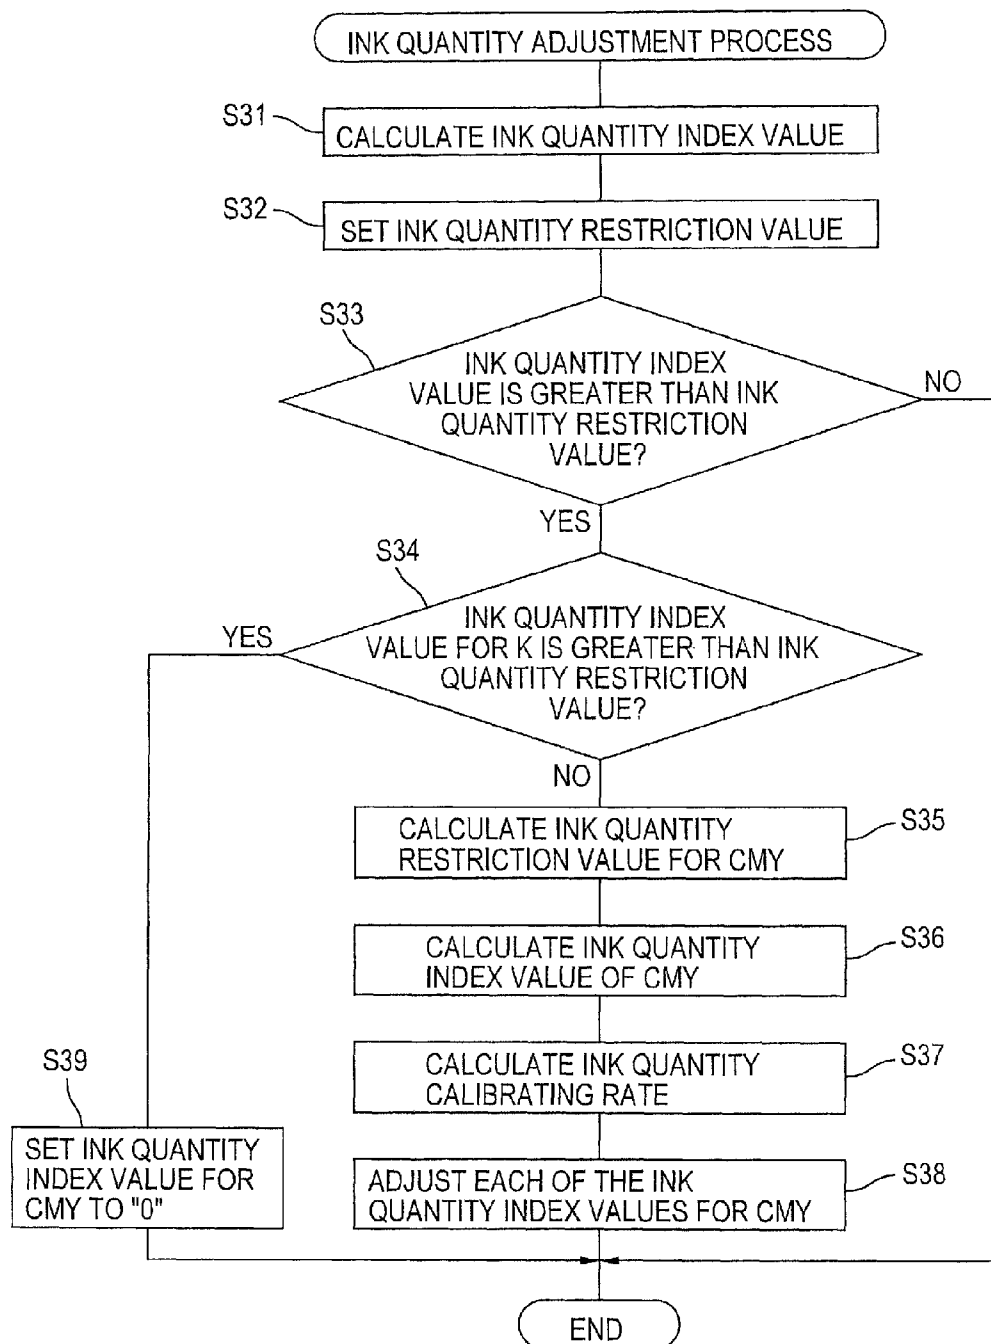 INK QUANTITY ADJUSTMENT PROCESS
S31
CALCULATE INK QUANTITY INDEX VALUE
S32
SET INK QUANTITY RESTRICTION VALUE
S33
INK QUANTITY INDEX
VALUE IS GREATER THAN INK
QUANTITY RESTRICTION
VALUE?
NO
YES
S34
INK QUANTITY INDEX
VALUE FOR K IS GREATER THAN INK
QUANTITY RESTRICTION
VALUE?
YES
NO
CALCULATE INK QUANTITY
RESTRICTION VALUE FOR CMY
S35
CALCULATE INK QUANTITY
INDEX VALUE OF CMY
S36
CALCULATE INK QUANTITY
CALIBRATING RATE
S37
S39
SET INK QUANTITY
INDEX VALUE FOR
CMY TO "0"
ADJUST EACH OF THE INK
QUANTITY INDEX VALUES FOR CMY
S38
END